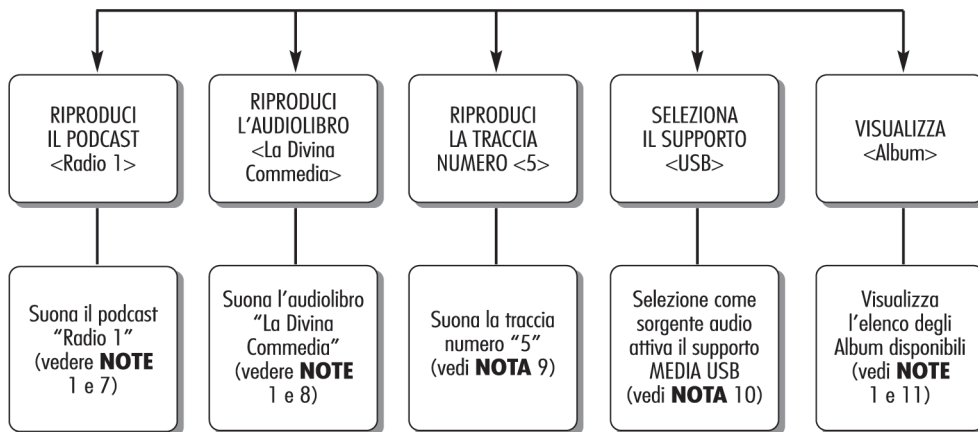 RIPRODUCI
IL PODCAST
<Radio 1>
RIPRODUCI
L'AUDIOLIBRO
<La Divina
Commedia>
RIPRODUCI
LA TRACCIA
NUMERO <5>
SELEZIONA
IL SUPPORTO
<USB>
VISUALIZZA
<Album>
Suona il podcast
“Radio 1”
(vedere NOTE
1 e 7)
Suona l'audiolibro
“La Divina
Commedia”
(vedere NOTE
1 e 8)
Suona la traccia
numero “5”
(vedi NOTA 9)
Selezione come
sorgente audio
attiva il supporto
MEDIA USB
(vedi NOTA 10)
Visualizza
l'elenco degli
Album disponibili
(vedi NOTE
1 e 11)